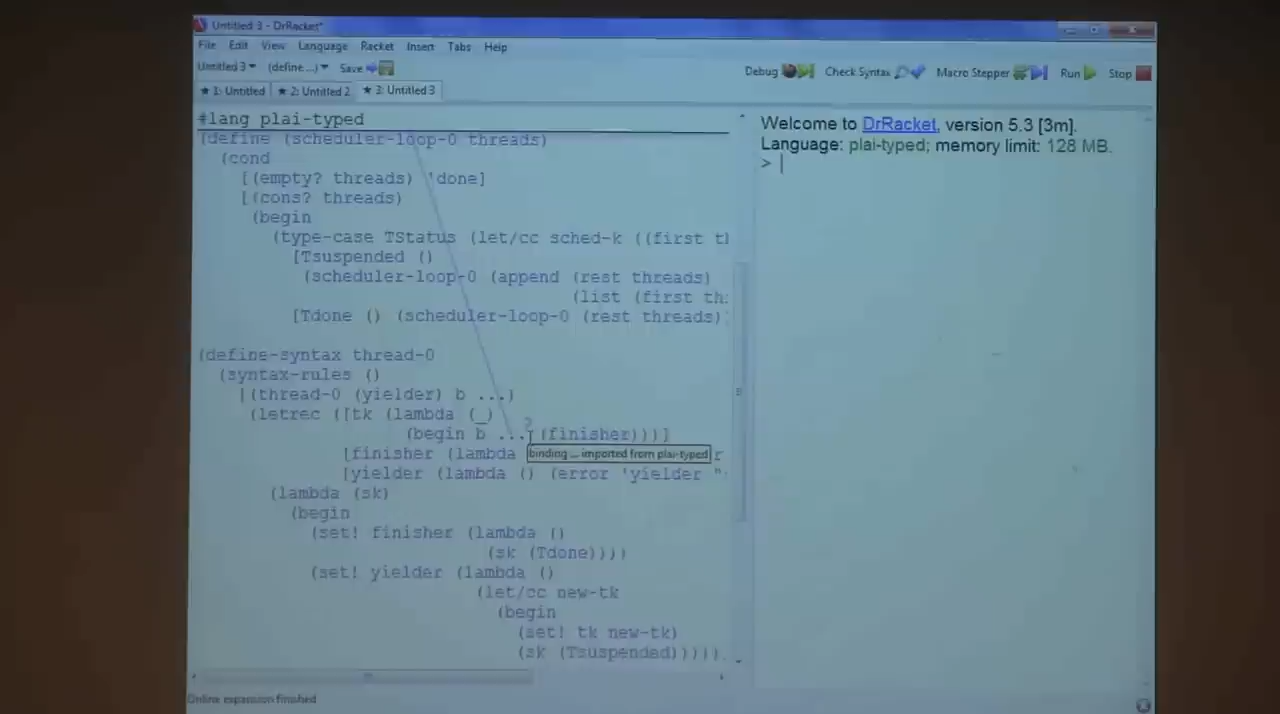 Untitled 3 - DrRacket*
File Edit View Language Racket Insert Tabs Help
Untitled 3 (define...) Save Debug Check Syntax Macro Stepper Run Stop
1: Untitled 2: Untitled 2 3: Untitled 3
#lang plai-typed
(define (scheduler-loop-0 threads)
(cond
[(empty? threads) 'done]
[(cons? threads)
(begin
(type-case TStatus (let/cc sched-k ((first th
[Tsuspended ()
(scheduler-loop-0 (append (rest threads)
(list (first th
[Tdone () (scheduler-loop-0 (rest threads)
(define-syntax thread-0
(syntax-rules ()
[(thread-0 (yielder) b ...)
(letrec ([tk (lambda (_)
(begin b ... (finisher)))]
[finisher (lambda
binding ... imported from plai-typed
[yielder (lambda () (error 'yielder "
(lambda (sk)
(begin
(set! finisher (lambda ()
(sk (Tdone))))
(set! yielder (lambda ()
(let/cc new-tk
(begin
(set! tk new-tk)
(sk (Tsuspended)))))
Online expansion finished
Welcome to DrRacket, version 5.3 [3m].
Language: plai-typed; memory limit: 128 MB.
>